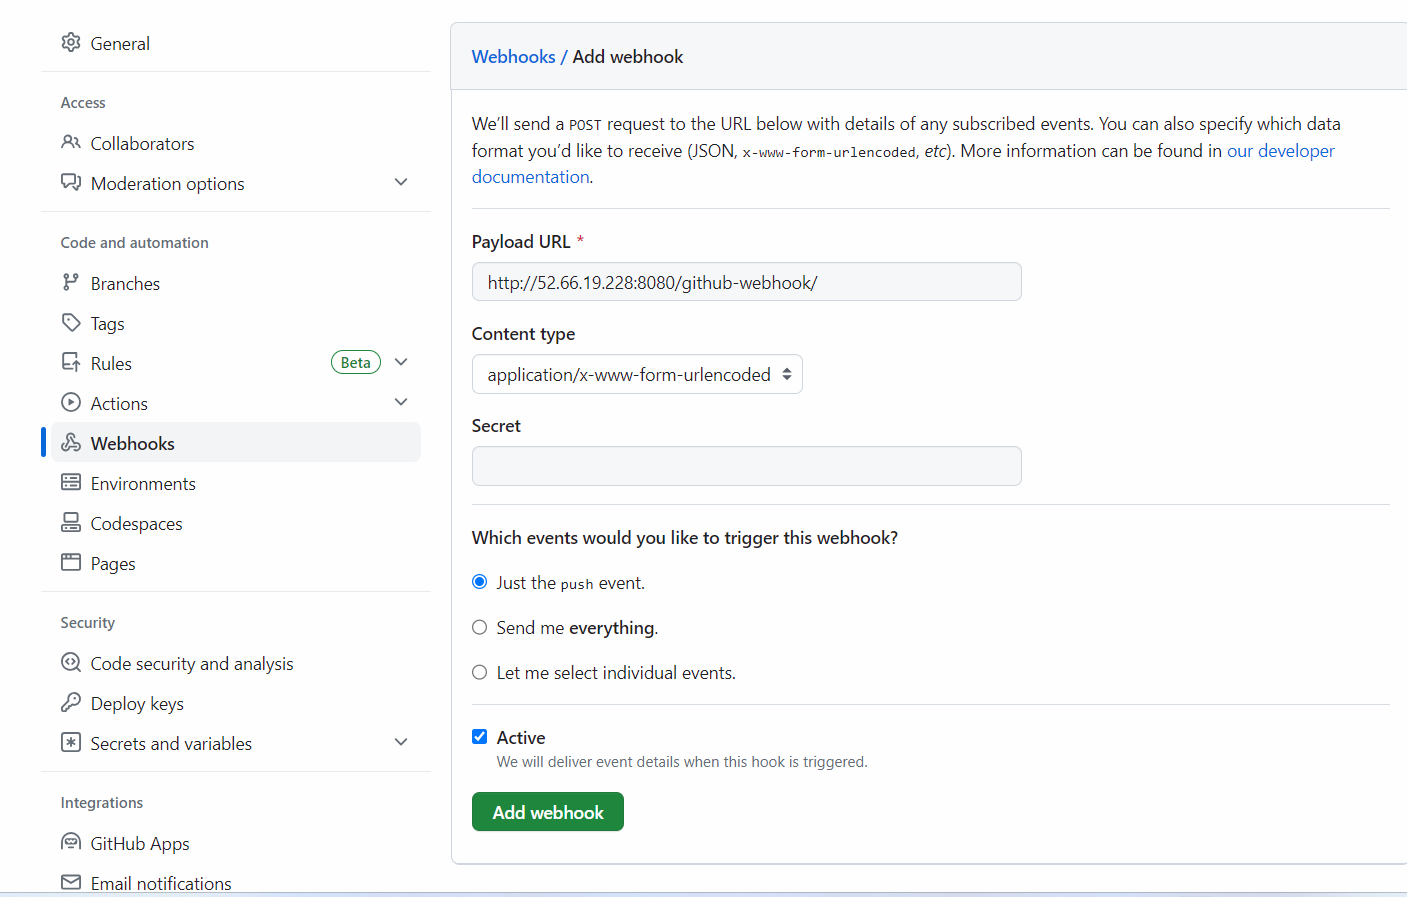 General
Access
Collaborators
Moderation options
Code and automation
Branches
Tags
Rules Beta
Actions
Webhooks
Environments
Codespaces
Pages
Security
Code security and analysis
Deploy keys
Secrets and variables
Integrations
GitHub Apps
Email notifications
Webhooks / Add webhook
We’ll send a POST request to the URL below with details of any subscribed events. You can also specify which data
format you’d like to receive (JSON, x-www-form-urlencoded, etc). More information can be found in our developer
documentation.
Payload URL *
http://52.66.19.228:8080/github-webhook/
Content type
application/x-www-form-urlencoded
Secret
Which events would you like to trigger this webhook?
Just the push event.
Send me everything.
Let me select individual events.
Active
We will deliver event details when this hook is triggered.
Add webhook